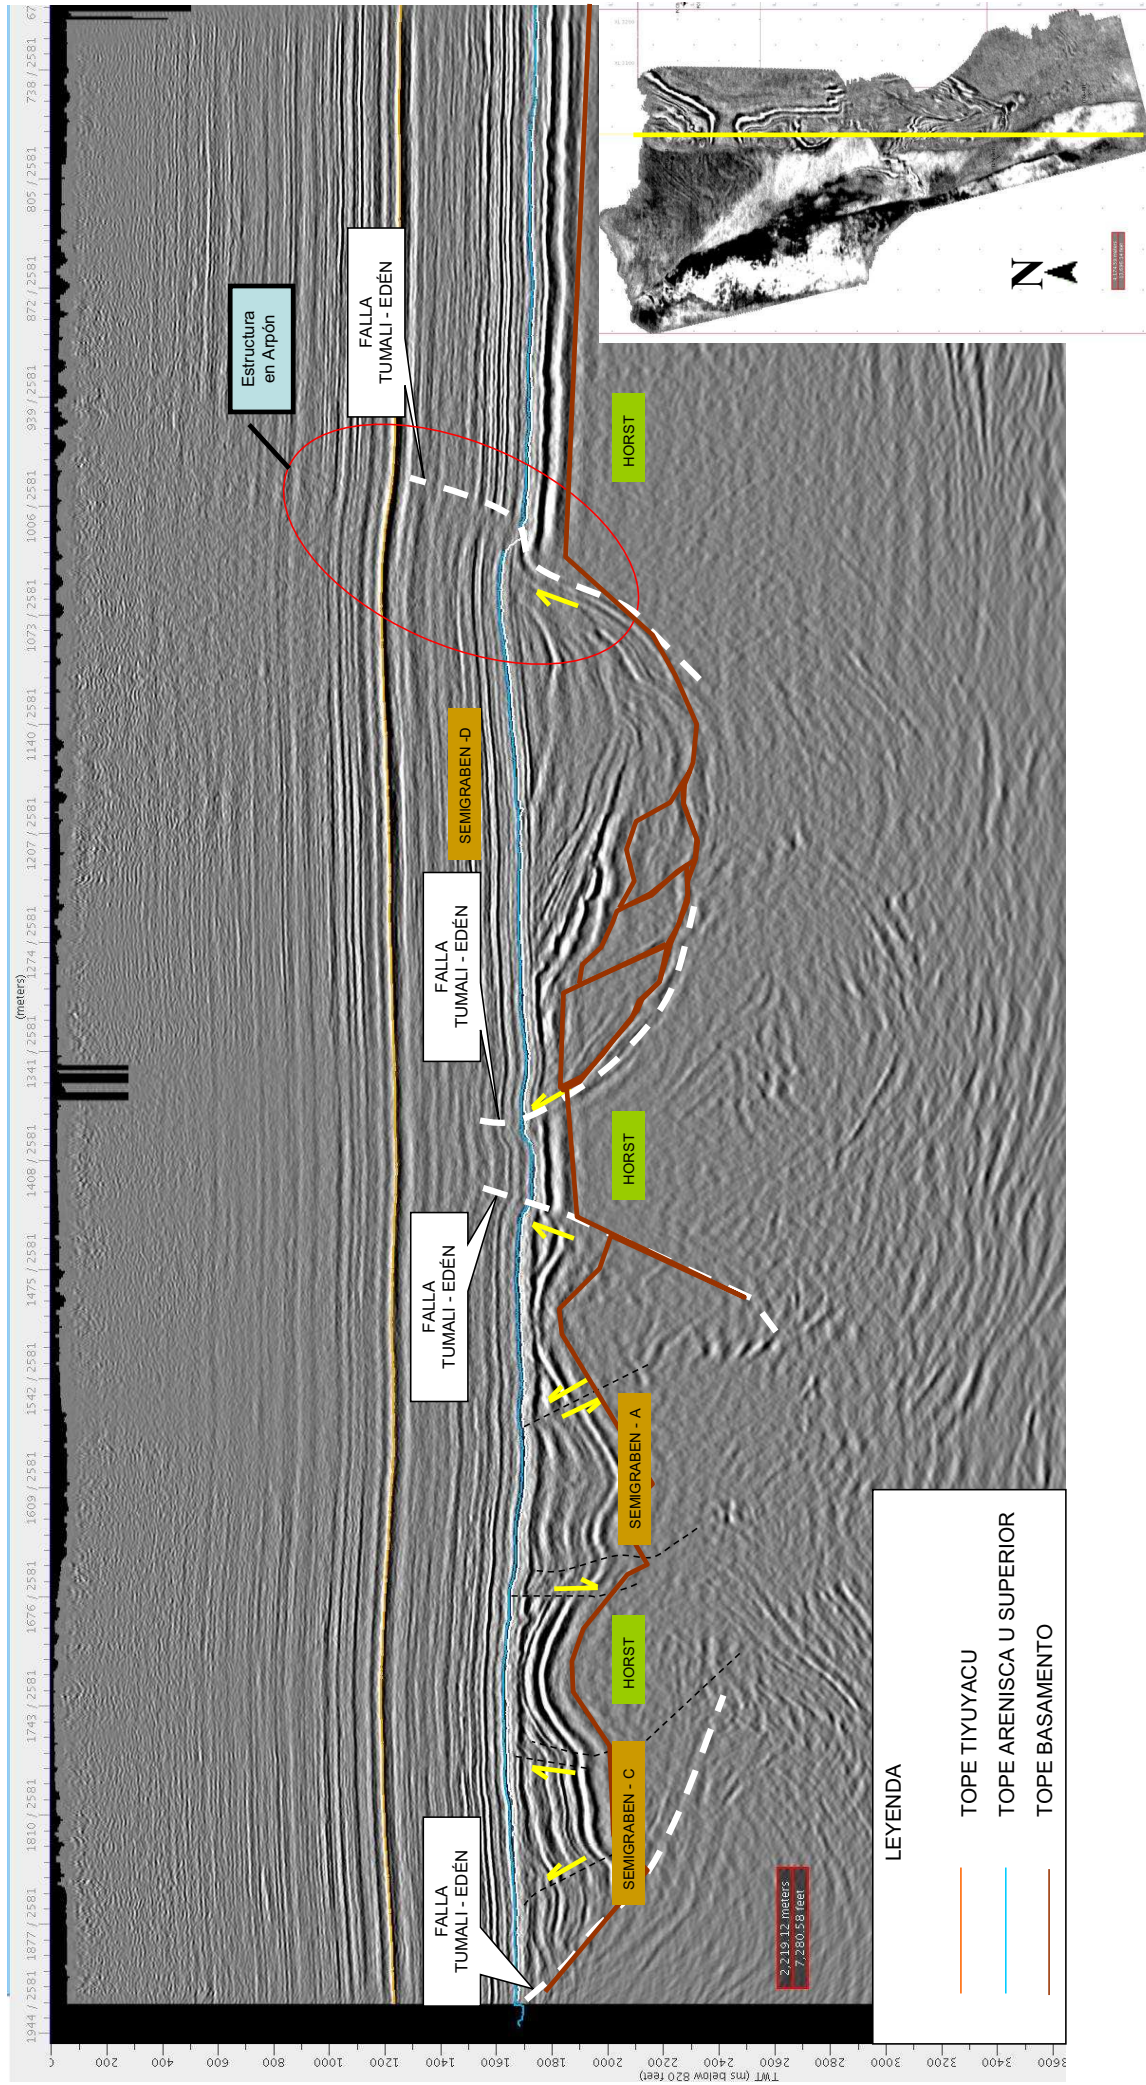 (meters)
1944 / 2581
1877 / 2581
1810 / 2581
1743 / 2581
1676 / 2581
1609 / 2581
1542 / 2581
1475 / 2581
1408 / 2581
1341 / 2581
1274 / 2581
1207 / 2581
1140 / 2581
1073 / 2581
1006 / 2581
939 / 2581
872 / 2581
805 / 2581
738 / 2581
67
TWT (ms below 820 feet)
200
400
600
800
1000
1200
1400
1600
1800
2000
2200
2400
2600
2800
3000
3200
3400
3600
Estructura
en Arpón
FALLA
TUMALI - EDÉN
FALLA
TUMALI - EDÉN
FALLA
TUMALI - EDÉN
FALLA
TUMALI - EDÉN
SEMIGRABEN -D
SEMIGRABEN - C
HORST
SEMIGRABEN - A
HORST
HORST
2,219.12 meters
7,280.58 feet
LEYENDA
TOPE TIYUYACU
TOPE ARENISCA U SUPERIOR
TOPE BASAMENTO
N